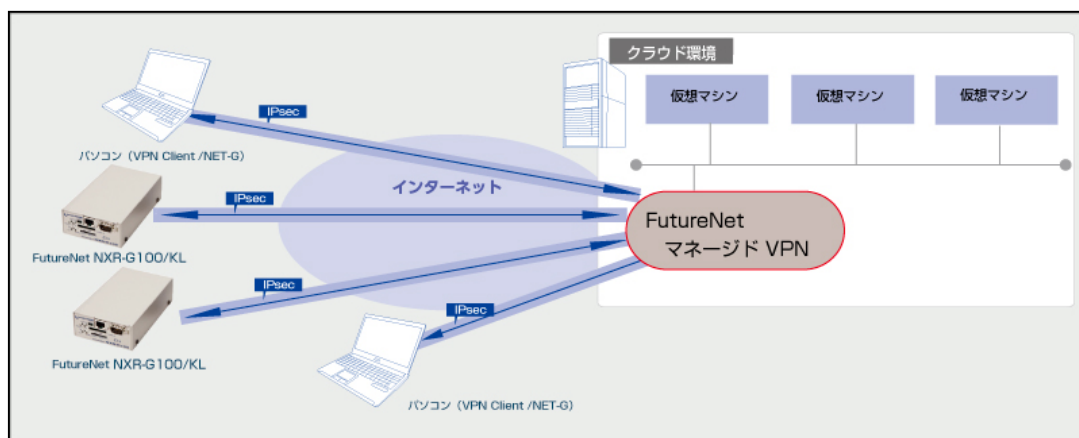 クラウド環境
仮想マシン
仮想マシン
仮想マシン
IPsec
パソコン（VPN Client /NET-G）
インターネット
IPsec
FutureNet NXR-G100/KL
FutureNet
マネージド VPN
IPsec
FutureNet NXR-G100/KL
IPsec
パソコン（VPN Client /NET-G）